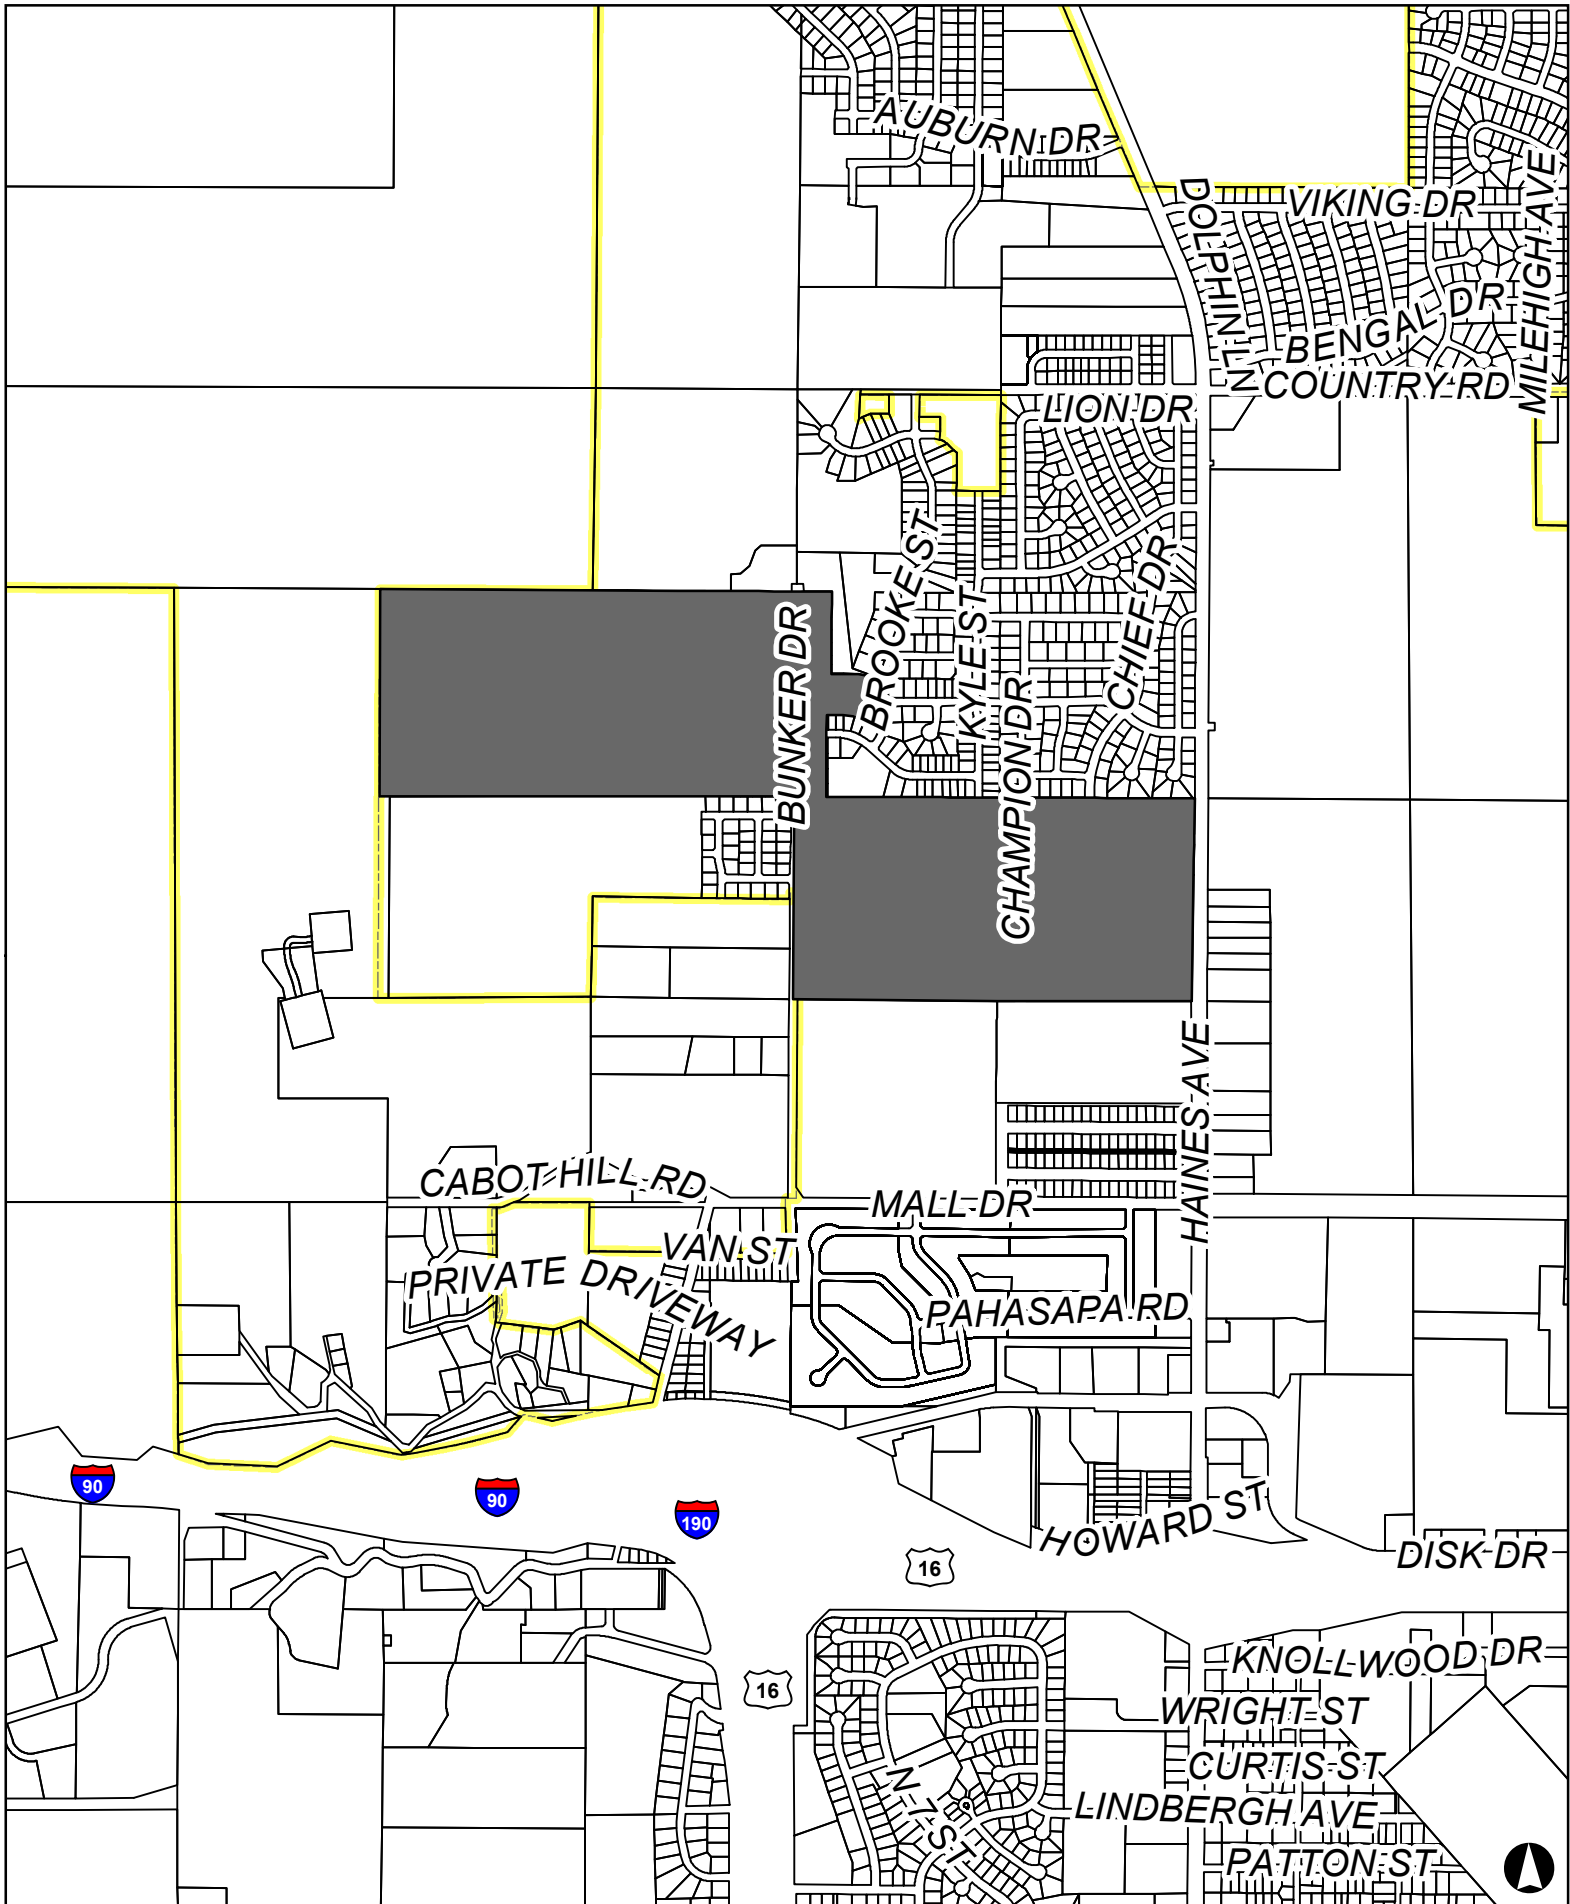 AUBURN DR
DOLPHIN LN
VIKING DR
MILEHIGH AVE
BENGAL DR
COUNTRY RD
LION DR
BROOKE ST
KYLE ST
CHIEF DR
BUNKER DR
CHAMPION DR
HAINES AVE
CABOT HILL RD
MALL DR
VAN ST
PRIVATE DRIVEWAY
PAHASAPA RD
90
90
190
HOWARD ST
16
DISK DR
KNOLLWOOD DR
16
WRIGHT ST
CURTIS ST
N 7 ST
LINDBERGH AVE
PATTON ST